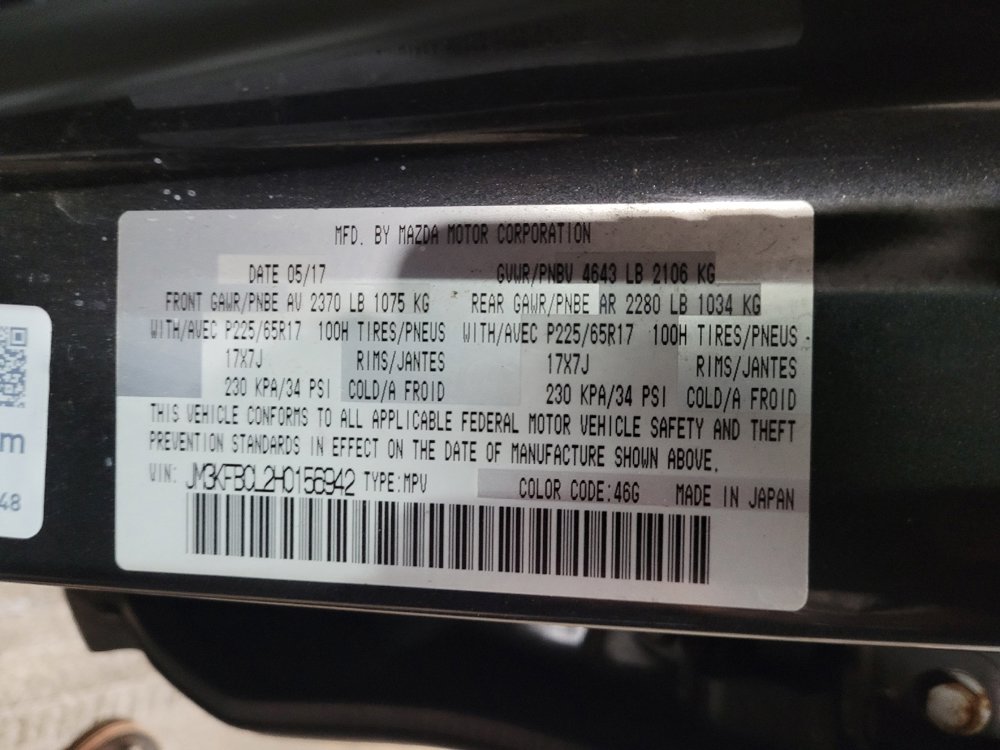 MFD. BY MAZDA MOTOR CORPORATION
DATE 05/17 GVWR/PNBV 4643 LB 2106 KG
FRONT GAWR/PNBE AV 2370 LB 1075 KG REAR GAWR/PNBE AR 2280 LB 1034 KG
WITH/AVEC P225/65R17 100H TIRES/PNEUS WITH/AVEC P225/65R17 100H TIRES/PNEUS
17X7J RIMS/JANTES 17X7J RIMS/JANTES
230 KPA/34 PSI COLD/A FROID 230 KPA/34 PSI COLD/A FROID
THIS VEHICLE CONFORMS TO ALL APPLICABLE FEDERAL MOTOR VEHICLE SAFETY AND THEFT
PREVENTION STANDARDS IN EFFECT ON THE DATE OF MANUFACTURE SHOWN ABOVE.
VIN: JM3KFBCL2H0156942 TYPE:MPV COLOR CODE:46G MADE IN JAPAN
m
48